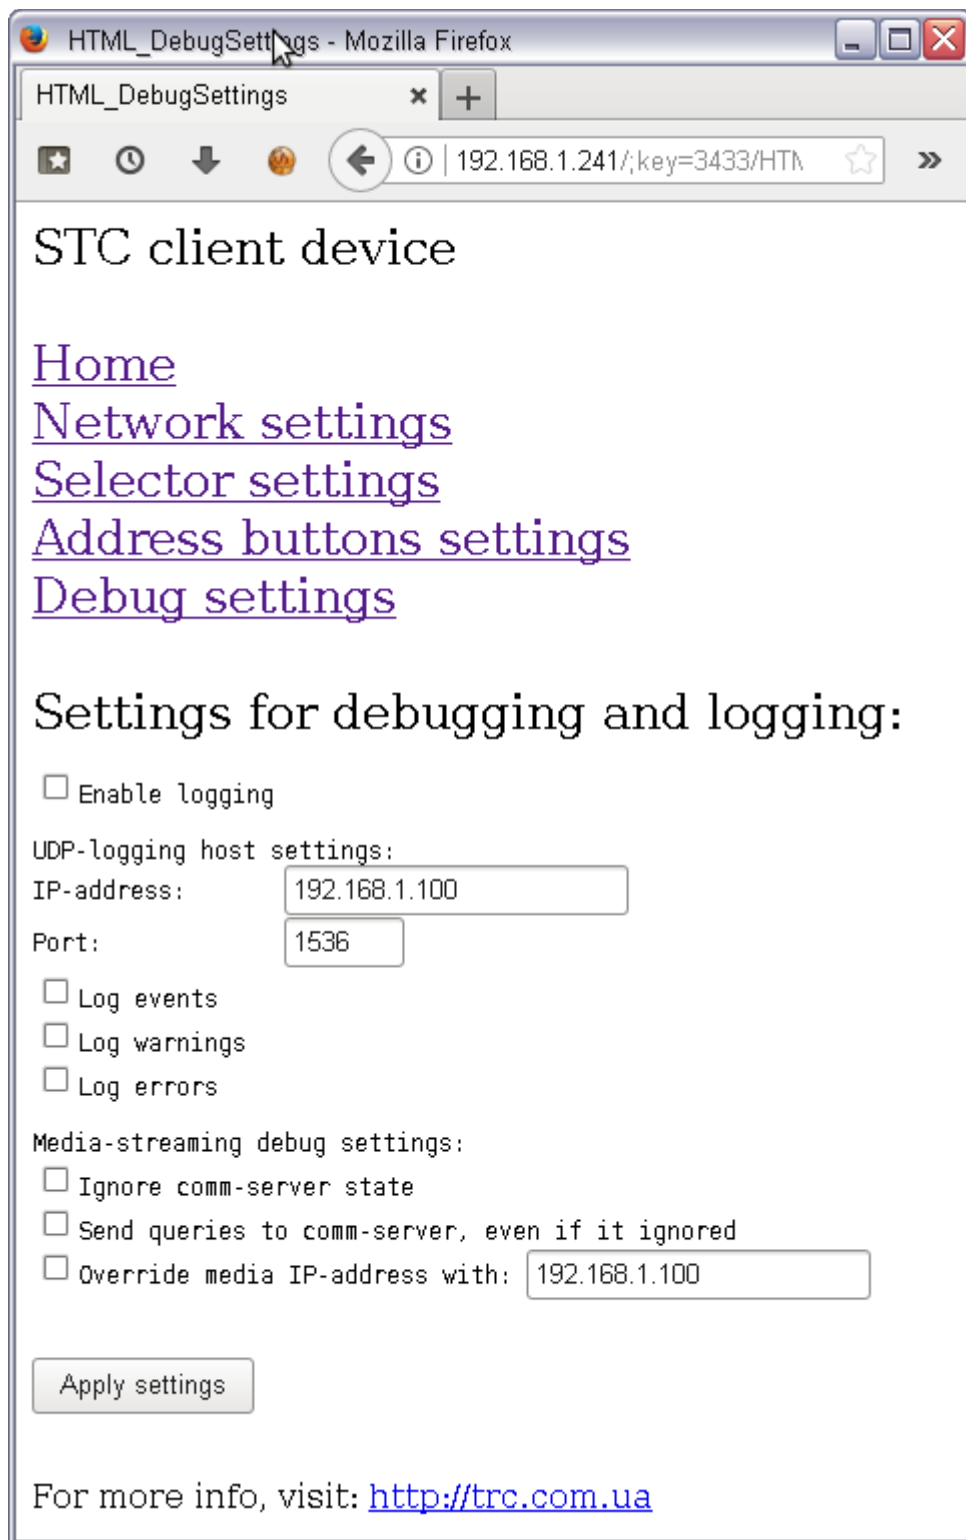 HTML_DebugSettings - Mozilla Firefox
HTML_DebugSettings
192.168.1.241/;key=3433/HTM
STC client device
Home
Network settings
Selector settings
Address buttons settings
Debug settings
Settings for debugging and logging:
Enable logging
UDP-logging host settings:
IP-address: 192.168.1.100
Port: 1536
Log events
Log warnings
Log errors
Media-streaming debug settings:
Ignore comm-server state
Send queries to comm-server, even if it ignored
Override media IP-address with: 192.168.1.100
Apply settings
For more info, visit: http://trc.com.ua